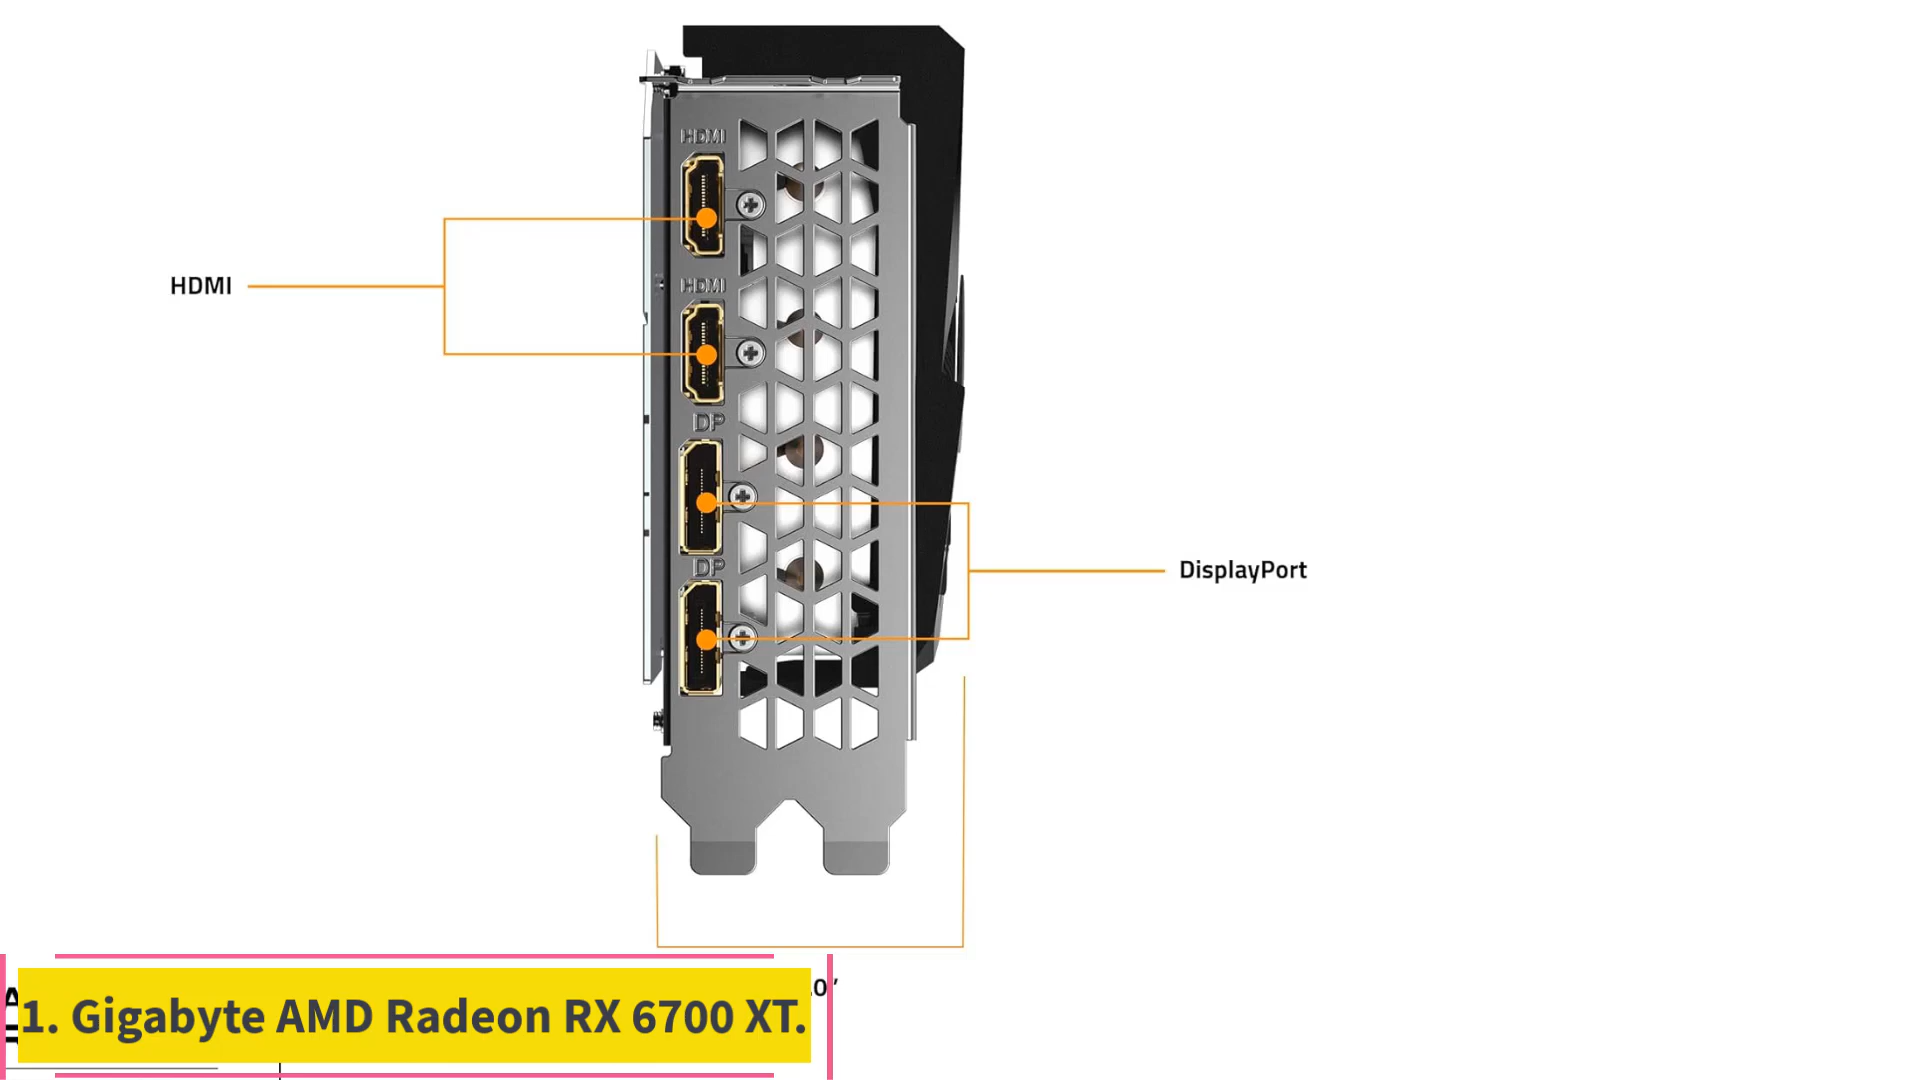 HDMI
HDMI
HDMI
DP
DP
DisplayPort
1. Gigabyte AMD Radeon RX 6700 XT.